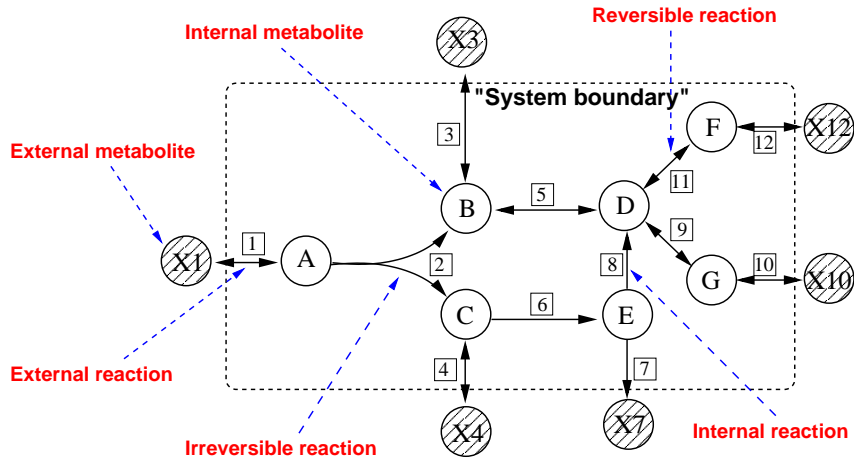 Reversible reaction
Internal metabolite
X3
"System boundary"
F
12
X12
3
External metabolite
11
B
5
D
9
X1
1
A
2
8
G
10
X10
C
6
E
4
7
External reaction
X4
X7
Irreversible reaction
Internal reaction